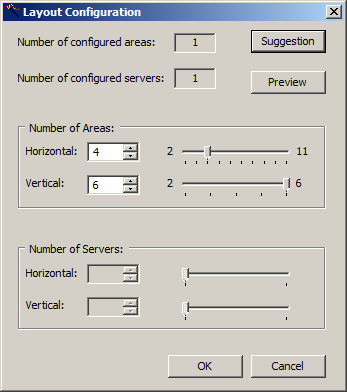 Layout Configuration
Number of configured areas: 1 Suggestion
Number of configured servers: 1 Preview
Number of Areas:
Horizontal: 4 2 11
Vertical: 6 2 6
Number of Servers:
Horizontal:
Vertical:
OK Cancel